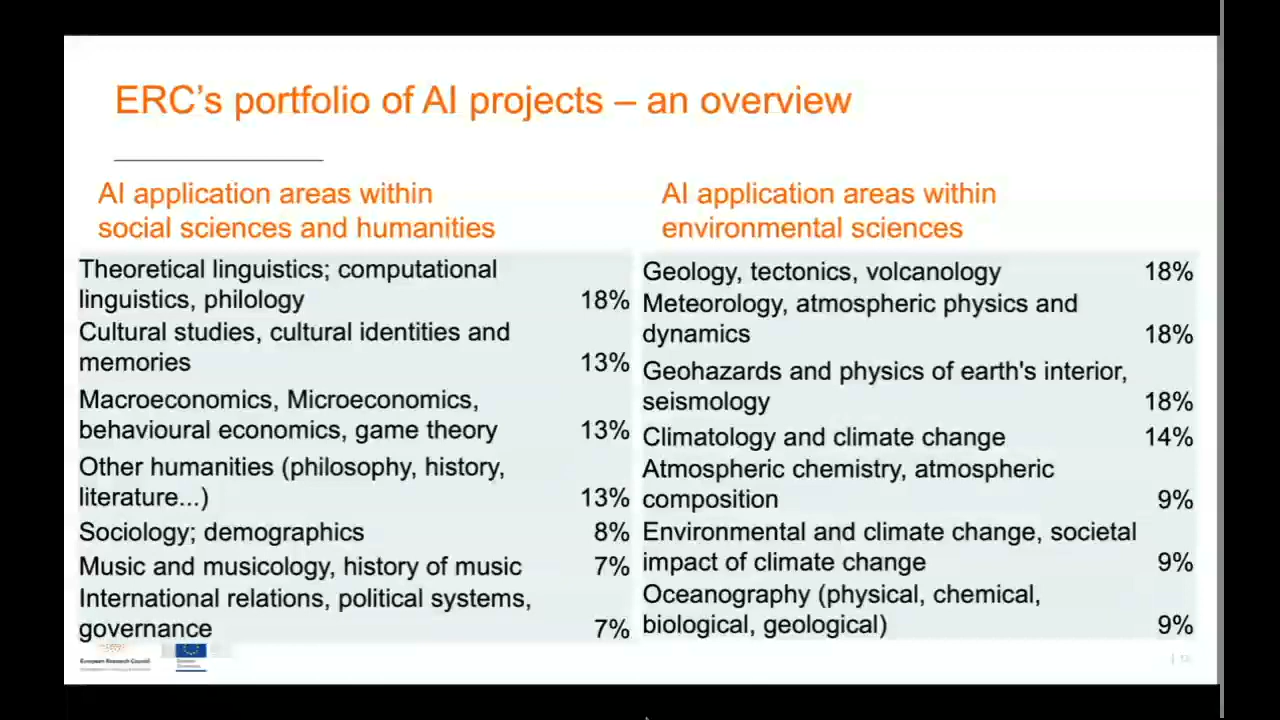 ERC's portfolio of AI projects – an overview
AI application areas within
social sciences and humanities
Theoretical linguistics; computational
linguistics, philology 18%
Cultural studies, cultural identities and
memories 13%
Macroeconomics, Microeconomics,
behavioural economics, game theory 13%
Other humanities (philosophy, history,
literature...) 13%
Sociology; demographics 8%
Music and musicology, history of music 7%
International relations, political systems,
governance 7%
AI application areas within
environmental sciences
Geology, tectonics, volcanology 18%
Meteorology, atmospheric physics and
dynamics 18%
Geohazards and physics of earth's interior,
seismology 18%
Climatology and climate change 14%
Atmospheric chemistry, atmospheric
composition 9%
Environmental and climate change, societal
impact of climate change 9%
Oceanography (physical, chemical,
biological, geological) 9%
European Research Council